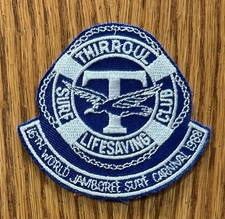 THIRROUL
SURF
T
CLUB
LIFESAVING
16TH WORLD JAMBOREE SURF CARNIVAL 1988